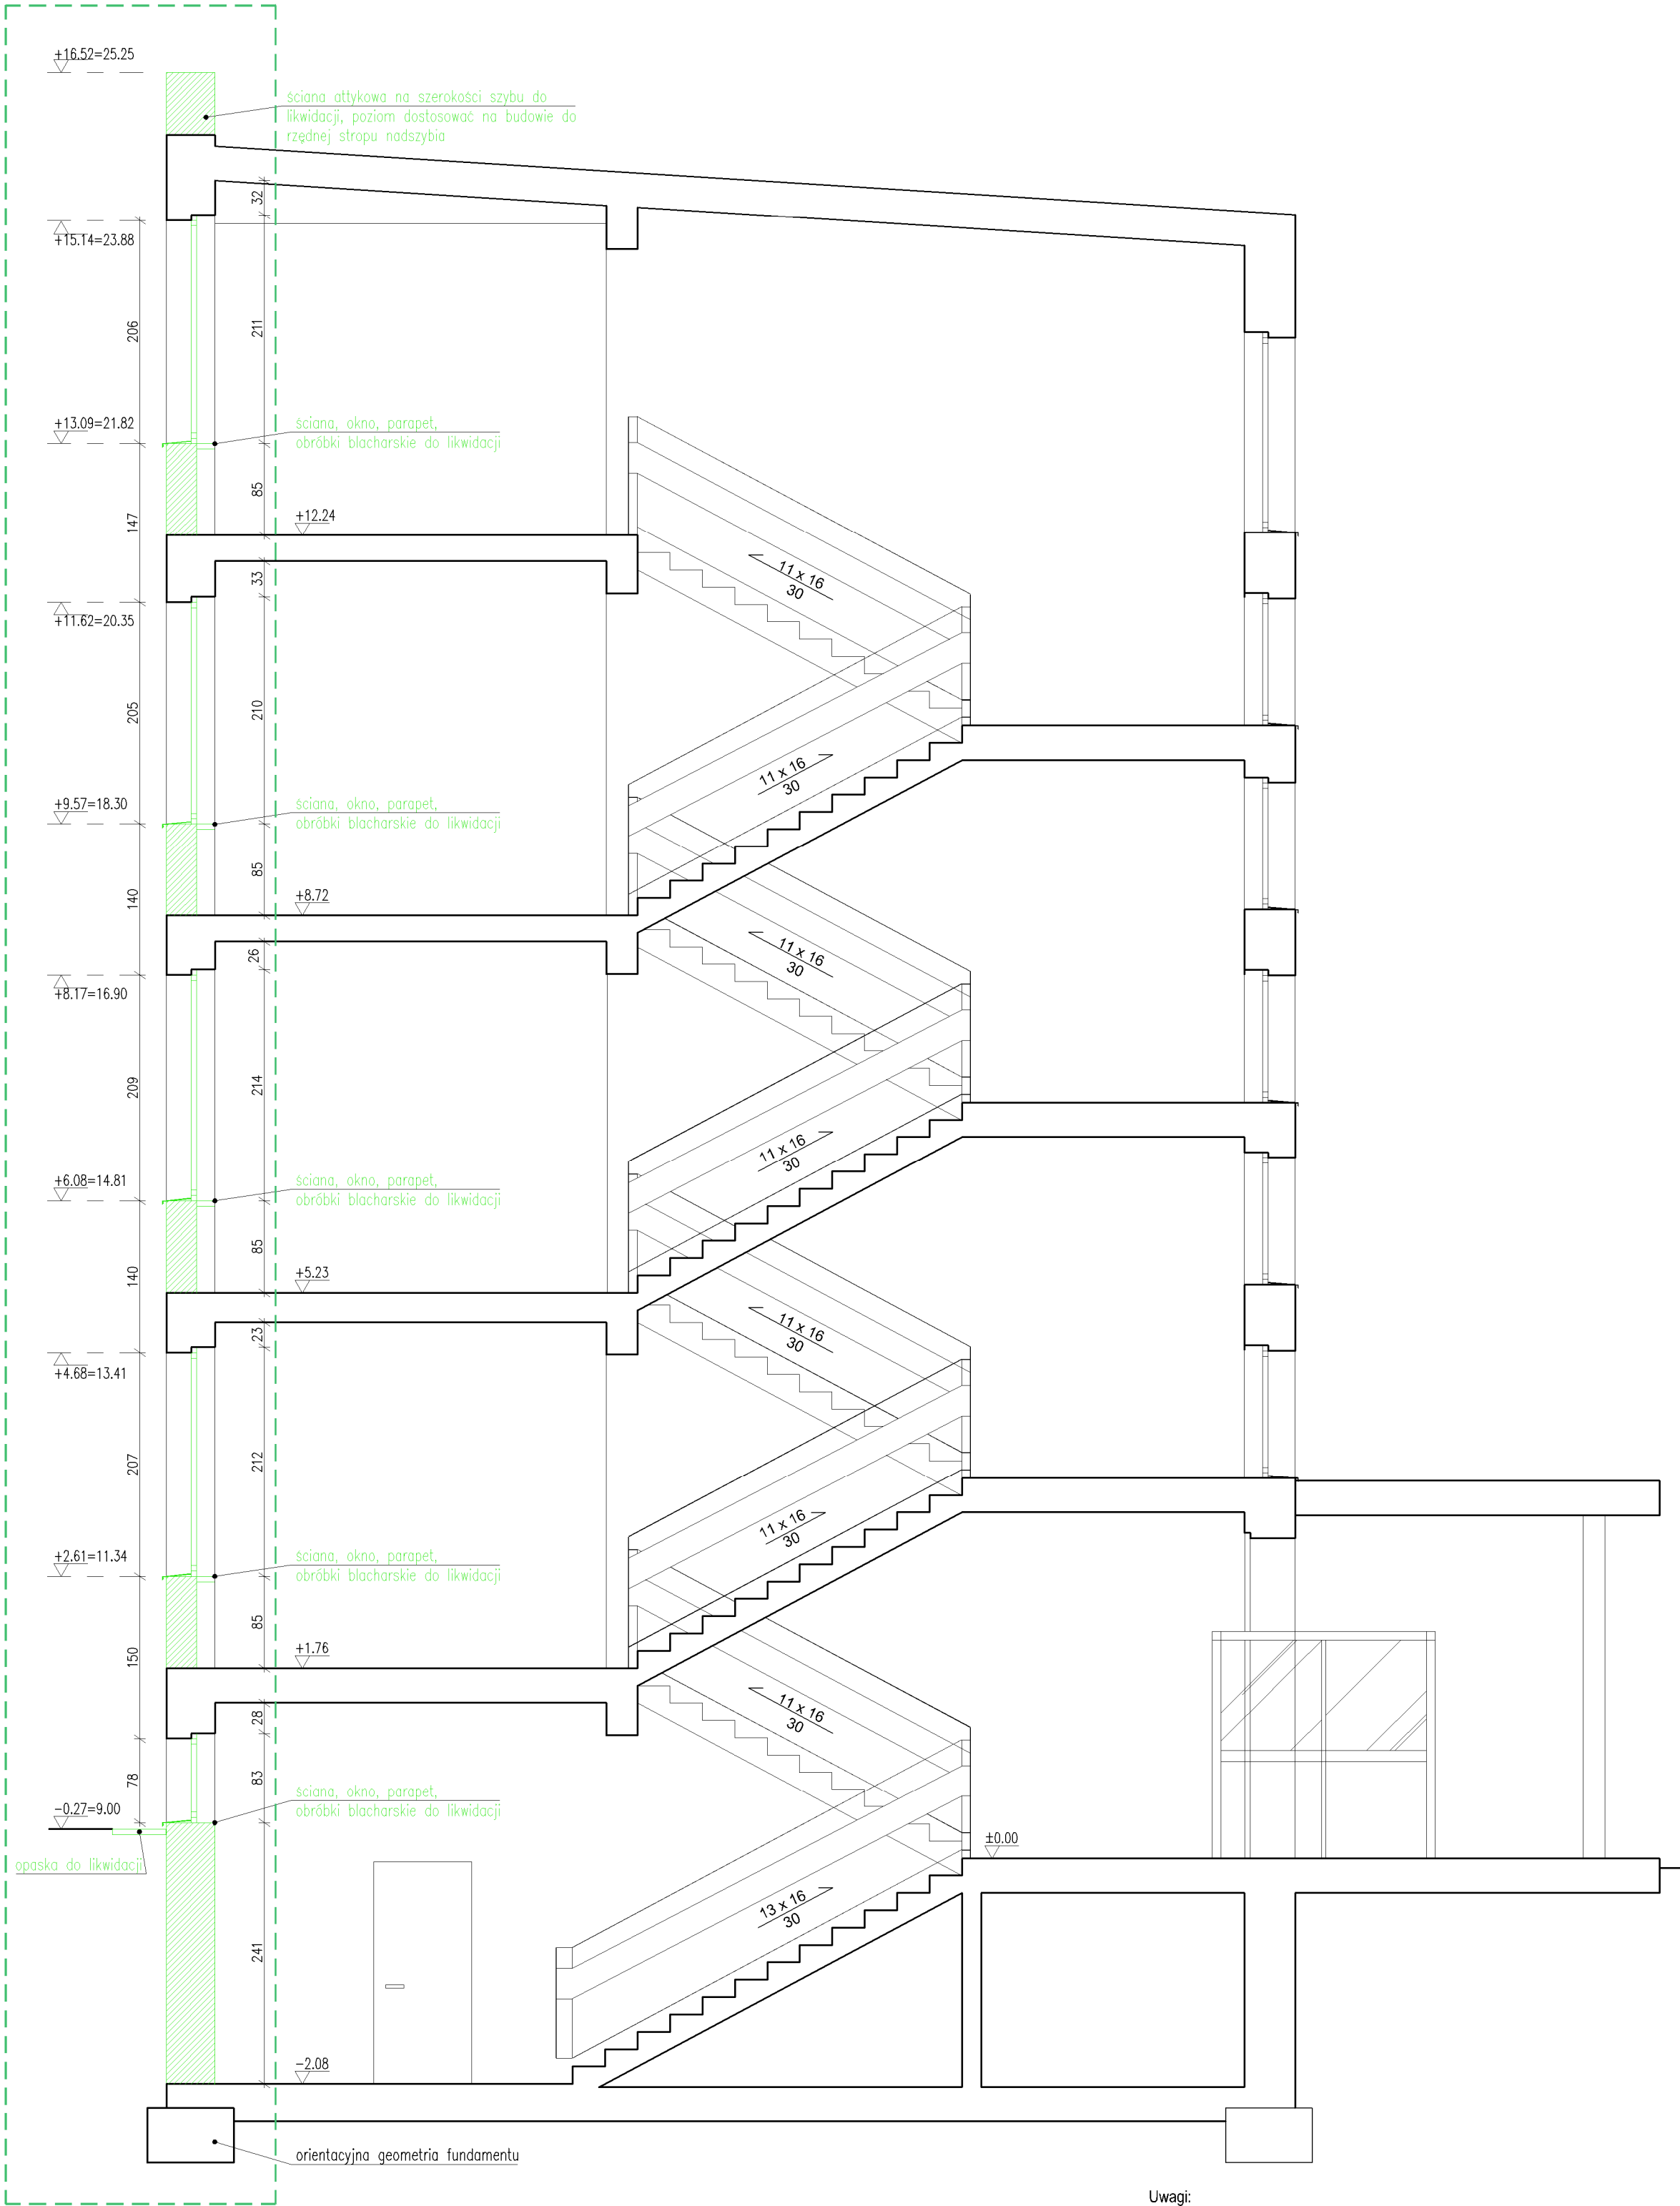 +16.52=25.25
ściana attykowa na szerokości szybu do
likwidacji, poziom dostosować na budowie do
rzędnej stropu nadszybia
32
+15.14=23.88
206
211
+13.09=21.82
ściana, okno, parapet,
obróbki blacharskie do likwidacji
85
147
+12.24
33
11 x 16
30
+11.62=20.35
205
210
11 x 16
30
+9.57=18.30
ściana, okno, parapet,
obróbki blacharskie do likwidacji
85
140
+8.72
26
11 x 16
30
+8.17=16.90
209
214
11 x 16
30
+6.08=14.81
ściana, okno, parapet,
obróbki blacharskie do likwidacji
85
140
+5.23
23
11 x 16
30
+4.68=13.41
207
212
11 x 16
30
+2.61=11.34
ściana, okno, parapet,
obróbki blacharskie do likwidacji
85
150
+1.76
28
11 x 16
30
78
83
-0.27=9.00
ściana, okno, parapet,
obróbki blacharskie do likwidacji
±0.00
opaska do likwidacji
13 x 16
30
241
-2.08
orientacyjna geometria fundamentu
Uwagi: